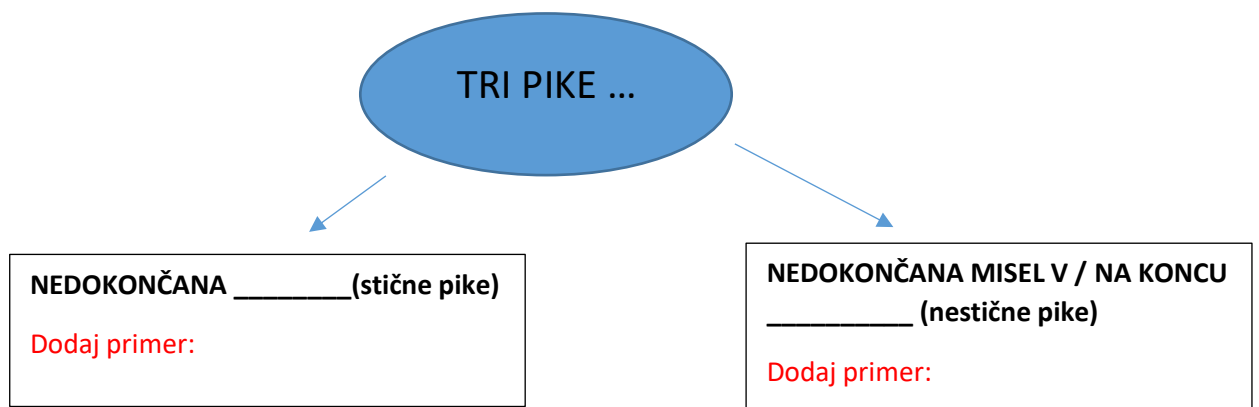 TRI PIKE …
NEDOKONČANA ________(stične pike)
Dodaj primer:
NEDOKONČANA MISEL V / NA KONCU
__________ (nestične pike)
Dodaj primer: